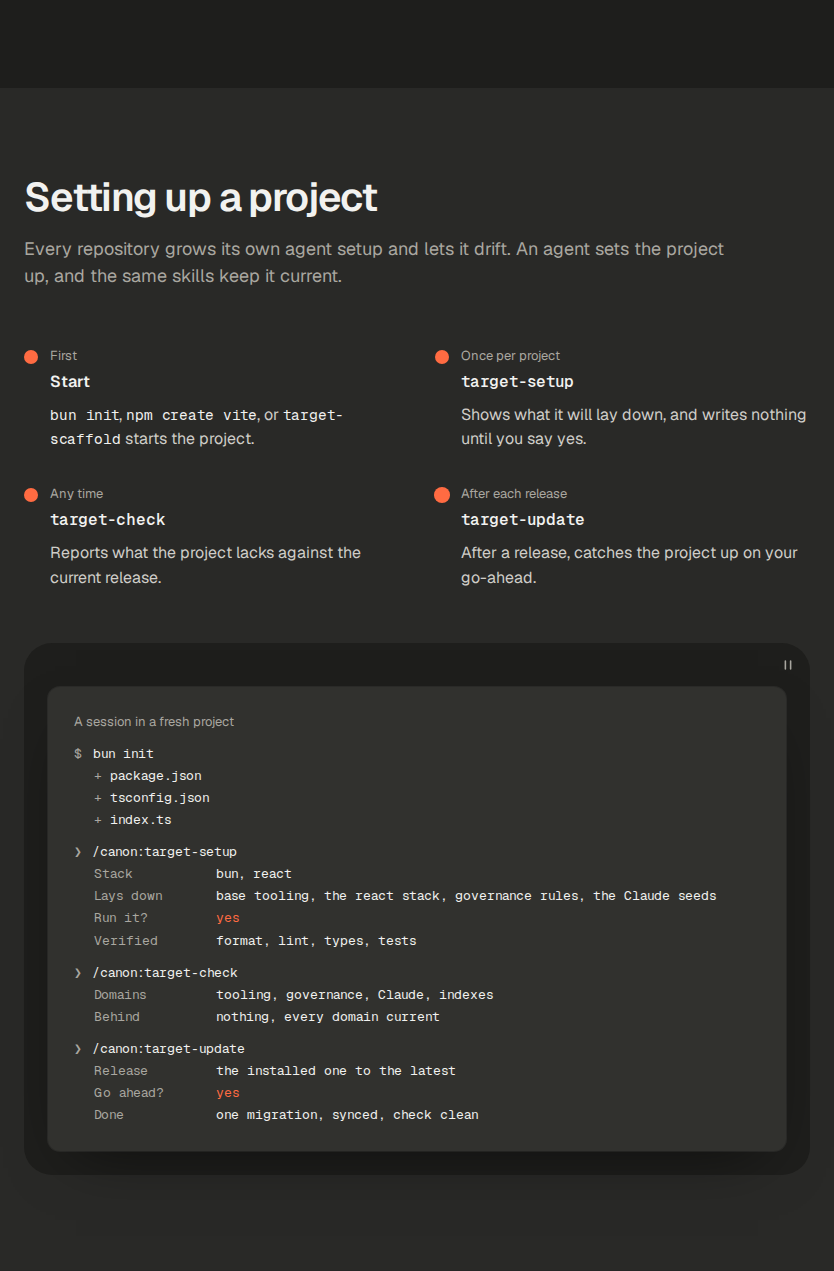 Setting up a project
Every repository grows its own agent setup and lets it drift. An agent sets the project
up, and the same skills keep it current.
First
Start
bun init, npm create vite, or target-
scaffold starts the project.
Once per project
target-setup
Shows what it will lay down, and writes nothing
until you say yes.
Any time
target-check
Reports what the project lacks against the
current release.
After each release
target-update
After a release, catches the project up on your
go-ahead.
A session in a fresh project
$ bun init
+ package.json
+ tsconfig.json
+ index.ts
❯ /canon:target-setup
Stack bun, react
Lays down base tooling, the react stack, governance rules, the Claude seeds
Run it? yes
Verified format, lint, types, tests
❯ /canon:target-check
Domains tooling, governance, Claude, indexes
Behind nothing, every domain current
❯ /canon:target-update
Release the installed one to the latest
Go ahead? yes
Done one migration, synced, check clean